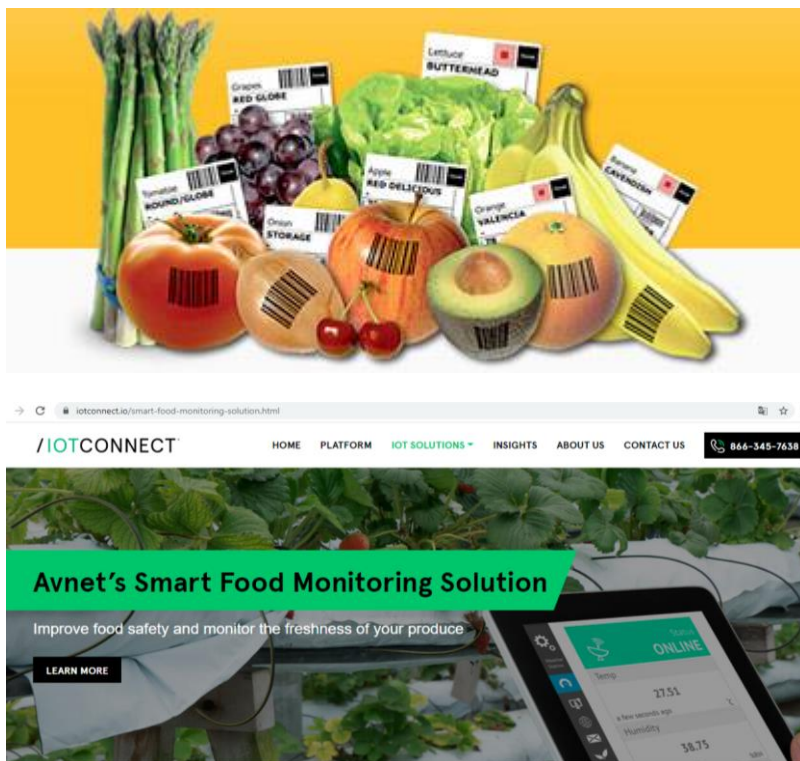 Lettuce
BUTTERHEAD
Grapes
RED GLOBE
Tomatoe
ROUND/GLOBE
Apple
RED DELICIOUS
Banana
CAVENDISH
Orange
VALENCIA
Onion
STORAGE
iotconnect.io/smart-food-monitoring-solution.html
/IOTCONNECT
HOME PLATFORM IOT SOLUTIONS INSIGHTS ABOUT US CONTACT US 866-345-7638
Avnet's Smart Food Monitoring Solution
Improve food safety and monitor the freshness of your produce
LEARN MORE
Status
ONLINE
Temp
27.51
°C
a few seconds ago
Humidity
38.75
%RH